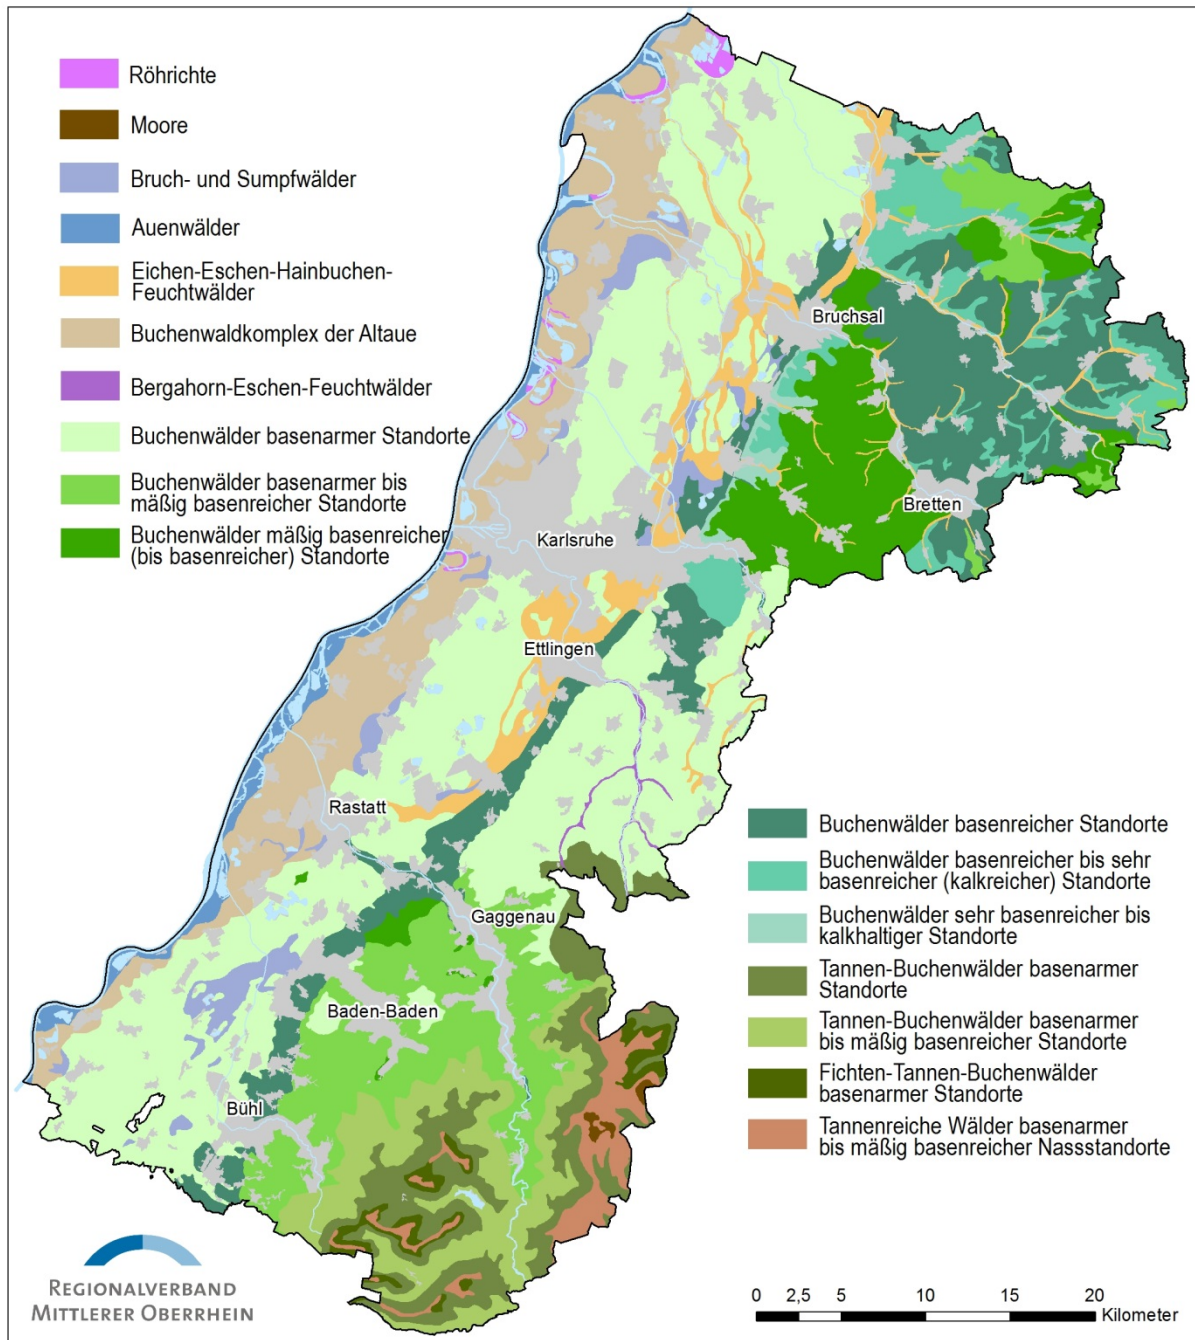 Röhrichte
Moore
Bruch- und Sumpfwälder
Auenwälder
Eichen-Eschen-Hainbuchen-
Feuchtwälder
Buchenwaldkomplex der Altaue
Bergahorn-Eschen-Feuchtwälder
Buchenwälder basenarmer Standorte
Buchenwälder basenarmer bis
mäßig basenreicher Standorte
Buchenwälder mäßig basenreicher
(bis basenreicher) Standorte
Bruchsal
Bretten
Karlsruhe
Ettlingen
Rastatt
Gaggenau
Baden-Baden
Bühl
Buchenwälder basenreicher Standorte
Buchenwälder basenreicher bis sehr
basenreicher (kalkreicher) Standorte
Buchenwälder sehr basenreicher bis
kalkhaltiger Standorte
Tannen-Buchenwälder basenarmer
Standorte
Tannen-Buchenwälder basenarmer
bis mäßig basenreicher Standorte
Fichten-Tannen-Buchenwälder
basenarmer Standorte
Tannenreiche Wälder basenarmer
bis mäßig basenreicher Nassstandorte
REGIONALVERBAND
MITTLERER OBERRHEIN
0 2,5 5 10 15 20
Kilometer